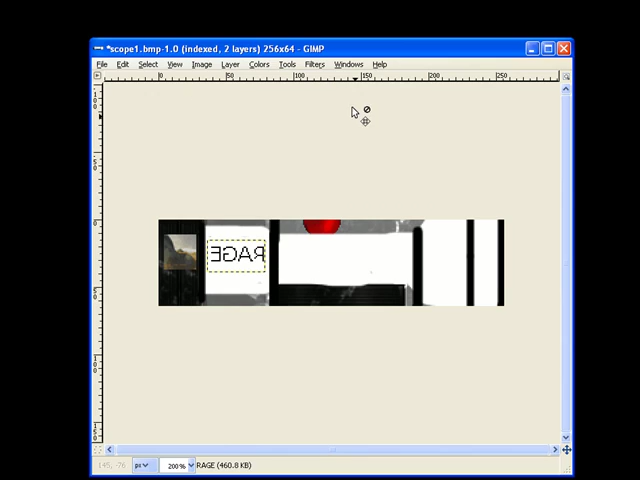 *scope1.bmp-1.0 (indexed, 2 layers) 256x64 – GIMP
File Edit Select View Image Layer Colors Tools Filters Windows Help
0 50 100 150 200 250
RAGE
145, -76 px 200% RAGE (460.8 KB)